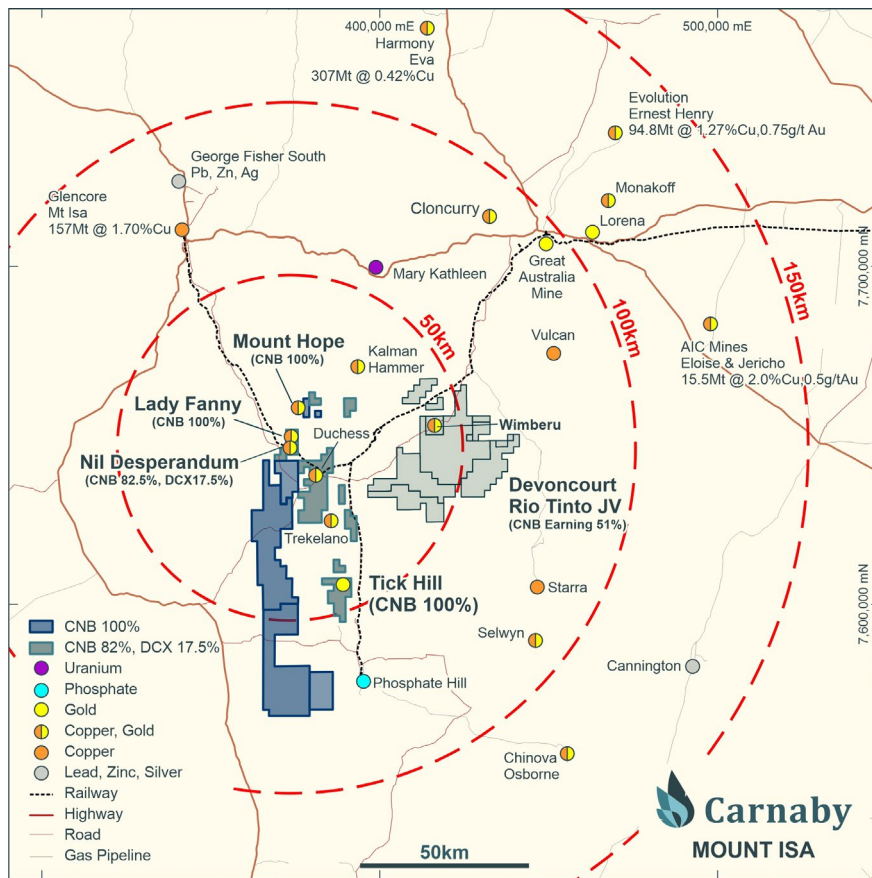 400,000 mE
500,000 mE
Harmony
Eva
307Mt @ 0.42%Cu
Evolution
Ernest Henry
94.8Mt @ 1.27%Cu,0.75g/t Au
George Fisher South
Pb, Zn, Ag
Glencore
Mt Isa
157Mt @ 1.70%Cu
Monakoff
Cloncurry
Lorena
Great
Australia
Mine
Mary Kathleen
7,700,000 mN
150km
100km
50km
Vulcan
AIC Mines
Eloise & Jericho
15.5Mt @ 2.0%Cu,0.5g/tAu
Mount Hope
(CNB 100%)
Kalman
Hammer
Lady Fanny
(CNB 100%)
Duchess
Wimberu
Nil Desperandum
(CNB 82.5%, DCX17.5%)
Devoncourt
Rio Tinto JV
(CNB Earning 51%)
Trekelano
Tick Hill
(CNB 100%)
Starra
7,600,000 mN
Selwyn
Cannington
Phosphate Hill
Chinova
Osborne
CNB 100%
CNB 82%, DCX 17.5%
Uranium
Phosphate
Gold
Copper, Gold
Copper
Lead, Zinc, Silver
Railway
Highway
Road
Gas Pipeline
50km
Carnaby
MOUNT ISA